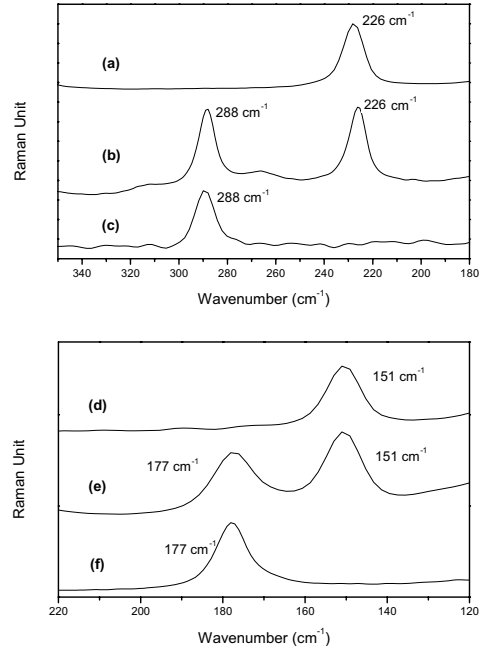 226 cm⁻¹
(a)
288 cm⁻¹
226 cm⁻¹
(b)
288 cm⁻¹
(c)
Raman Unit
340 320 300 280 260 240 220 200 180
Wavenumber (cm⁻¹)
151 cm⁻¹
(d)
151 cm⁻¹
177 cm⁻¹
(e)
177 cm⁻¹
(f)
Raman Unit
220 200 180 160 140 120
Wavenumber (cm⁻¹)